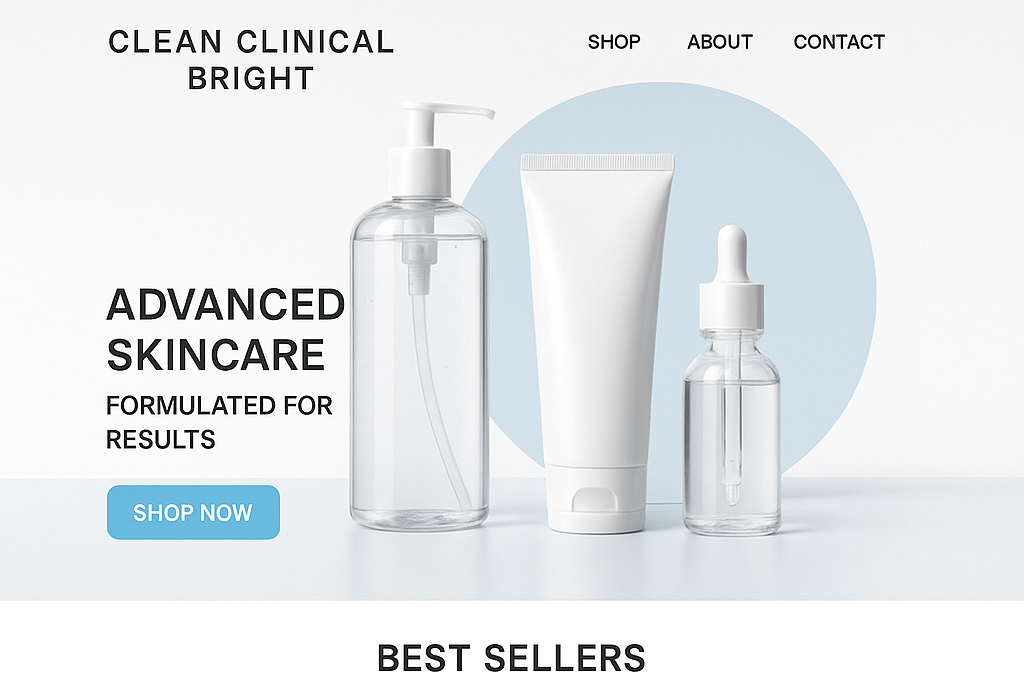 CLEAN CLINICAL
BRIGHT
SHOP
ABOUT
CONTACT
ADVANCED
SKINCARE
FORMULATED FOR
RESULTS
SHOP NOW
BEST SELLERS